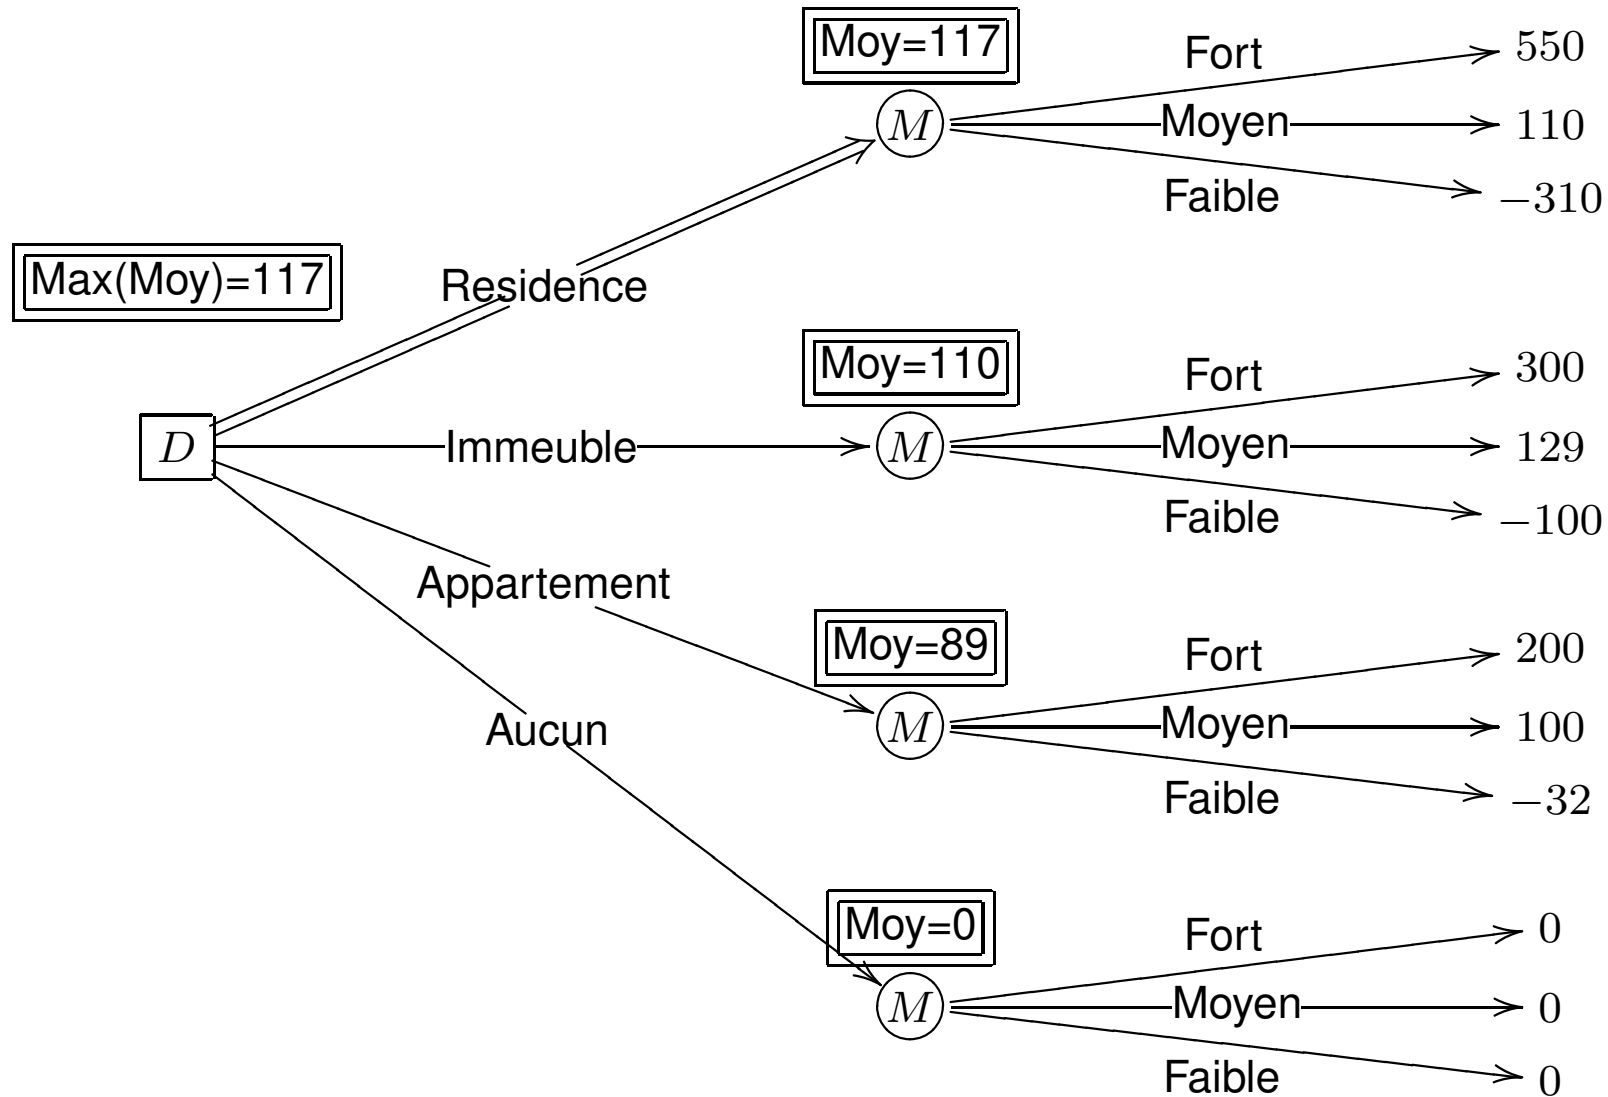 Moy=117
Fort
550
M
Moyen
110
Faible
−310
Max(Moy)=117
Residence
Moy=110
Fort
300
D
Immeuble
M
Moyen
129
Faible
−100
Appartement
Moy=89
Fort
200
M
Moyen
100
Aucun
Faible
−32
Moy=0
Fort
0
M
Moyen
0
Faible
0